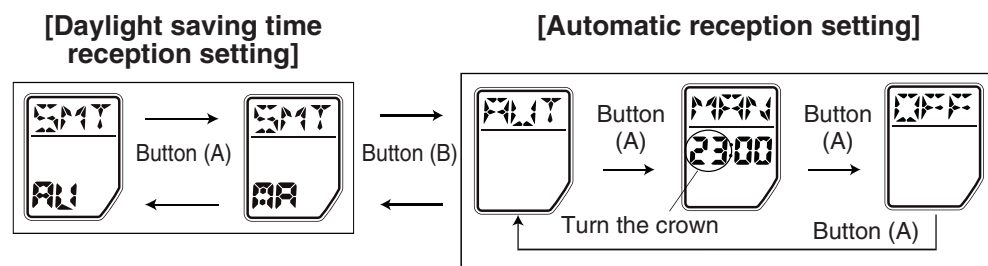 [Daylight saving time
reception setting]
[Automatic reception setting]
SMT
AU
Button (A)
SMT
MA
Button (B)
AUT
Button
(A)
MAN
23:00
Button
(A)
OFF
Turn the crown
Button (A)